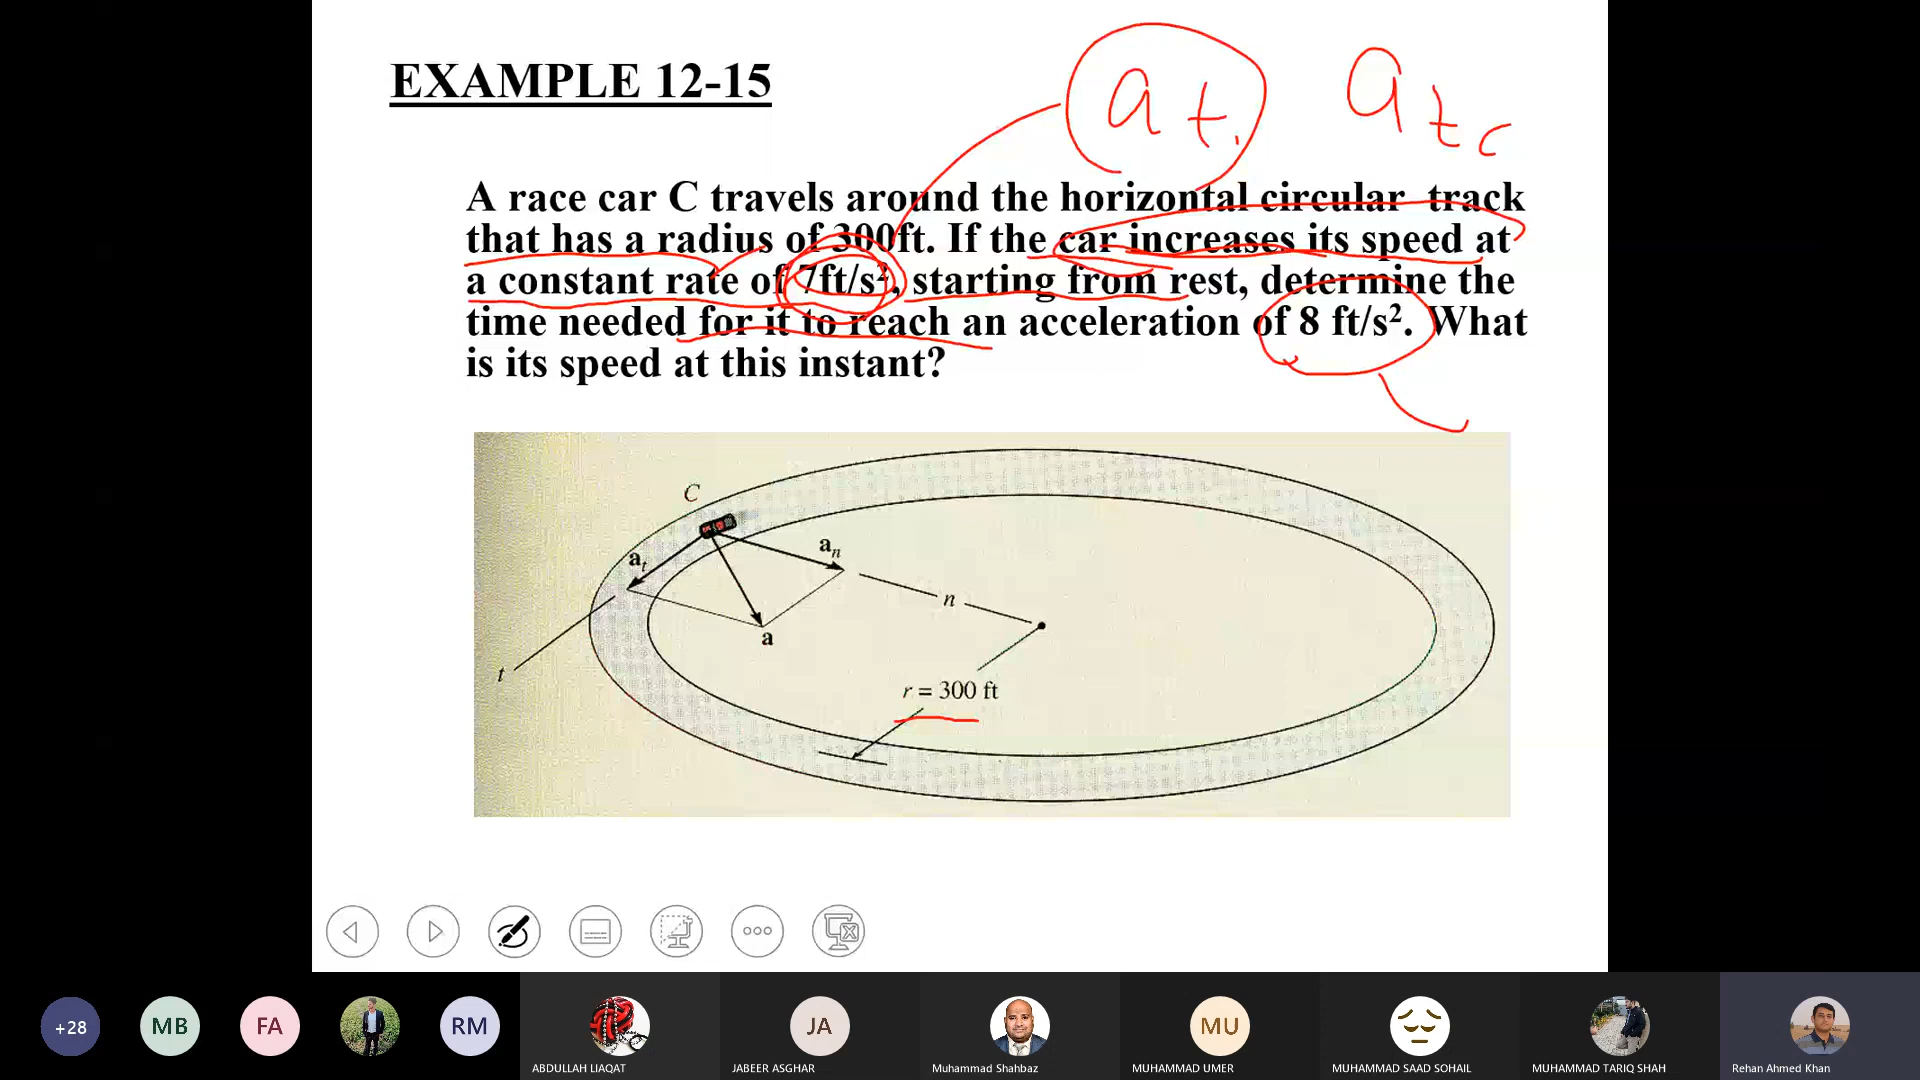 EXAMPLE 12-15
a t.
a t c
A race car C travels around the horizontal circular track
that has a radius of 300ft. If the car increases its speed at
a constant rate of 7ft/s², starting from rest, determine the
time needed for it to reach an acceleration of 8 ft/s². What
is its speed at this instant?
C
aₜ
aₙ
n
a
t
r = 300 ft
+28
MB
FA
RM
JA
MU
ABDULLAH LIAQAT
JABEER ASGHAR
Muhammad Shahbaz
MUHAMMAD UMER
MUHAMMAD SAAD SOHAIL
MUHAMMAD TARIQ SHAH
Rehan Ahmed Khan